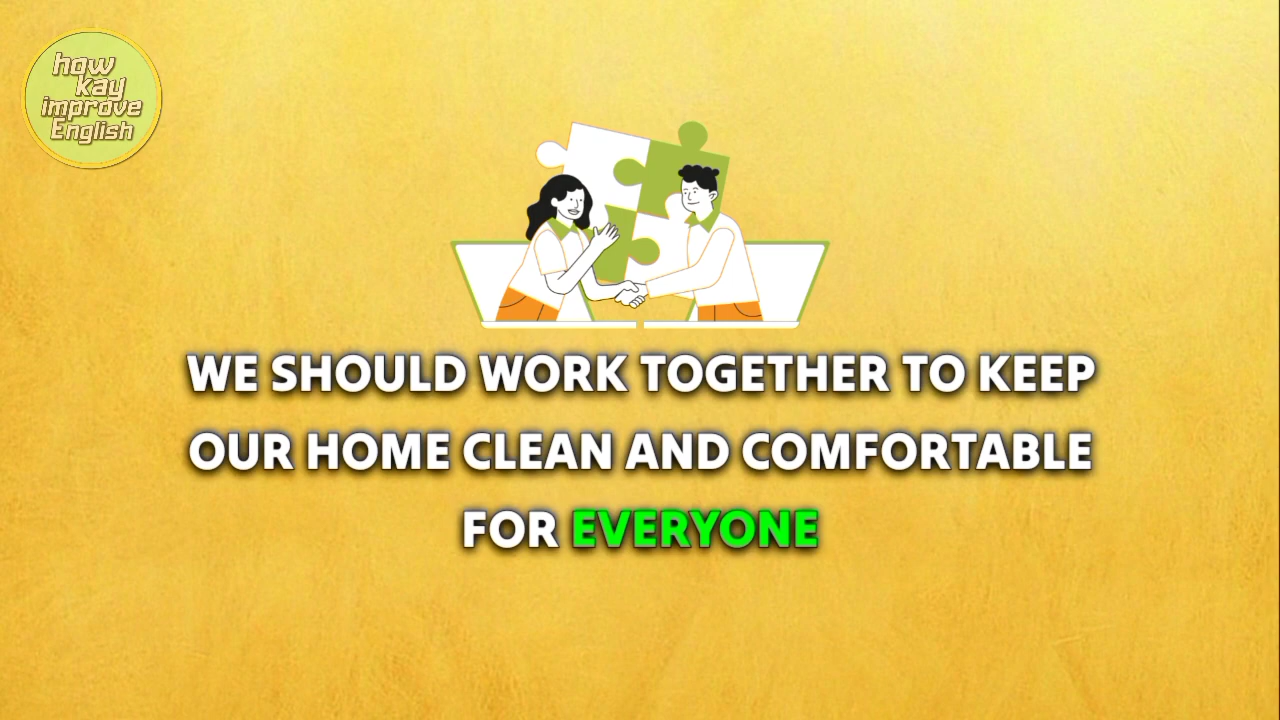 how
kay
improve
English
WE SHOULD WORK TOGETHER TO KEEP
OUR HOME CLEAN AND COMFORTABLE
FOR EVERYONE